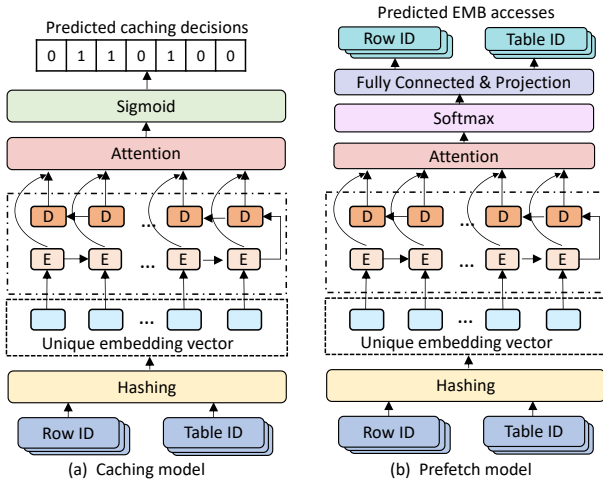 Predicted caching decisions
0 1 1 0 1 0 0
Sigmoid
Attention
D D ... D D
E E ... E E
...
Unique embedding vector
Hashing
Row ID Table ID
(a) Caching model
Predicted EMB accesses
Row ID Table ID
Fully Connected & Projection
Softmax
Attention
D D ... D D
E E ... E E
...
Unique embedding vector
Hashing
Row ID Table ID
(b) Prefetch model